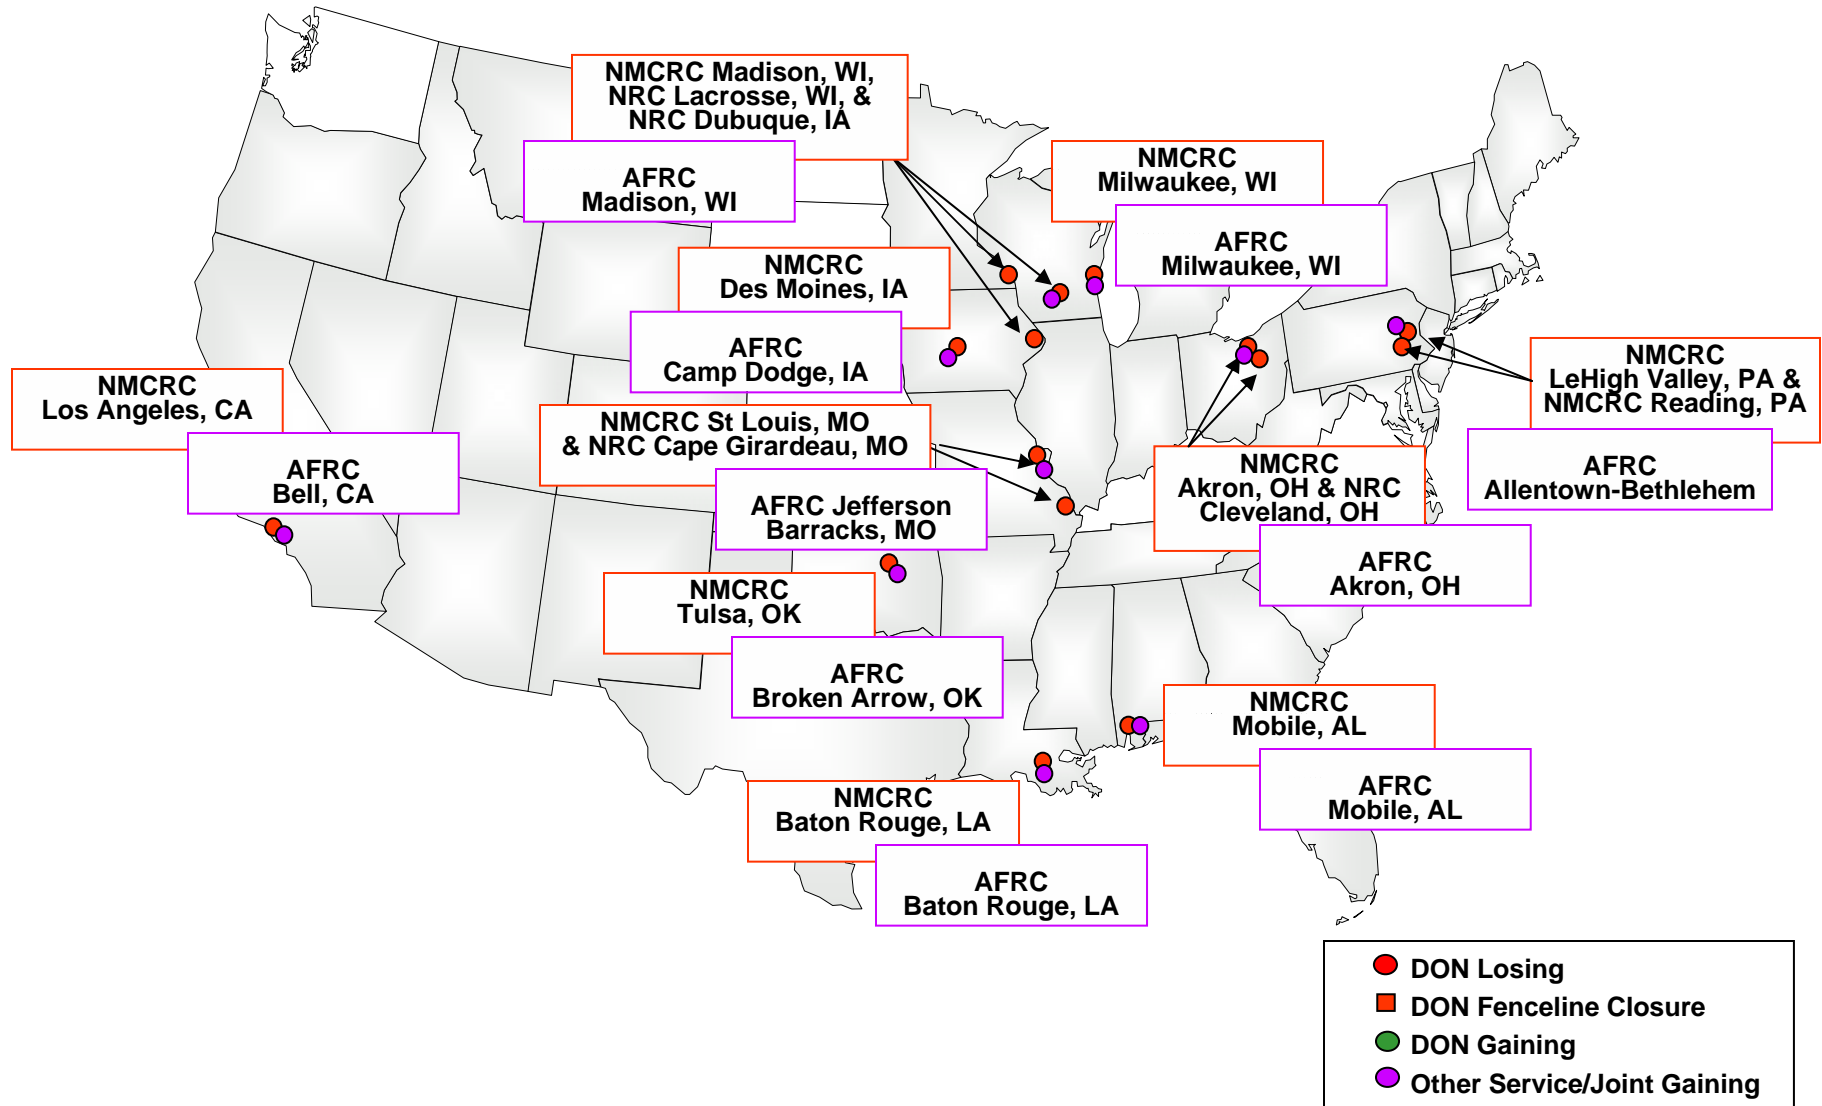 NMCRC Madison, WI,
NRC Lacrosse, WI, &
NRC Dubuque, IA
AFRC
Madison, WI
NMCRC
Milwaukee, WI
AFRC
Milwaukee, WI
NMCRC
Des Moines, IA
AFRC
Camp Dodge, IA
NMCRC
Los Angeles, CA
AFRC
Bell, CA
NMCRC St Louis, MO
& NRC Cape Girardeau, MO
AFRC Jefferson
Barracks, MO
NMCRC
LeHigh Valley, PA &
NMCRC Reading, PA
AFRC
Allentown-Bethlehem
NMCRC
Akron, OH & NRC
Cleveland, OH
AFRC
Akron, OH
NMCRC
Tulsa, OK
AFRC
Broken Arrow, OK
NMCRC
Mobile, AL
AFRC
Mobile, AL
NMCRC
Baton Rouge, LA
AFRC
Baton Rouge, LA
DON Losing
DON Fenceline Closure
DON Gaining
Other Service/Joint Gaining